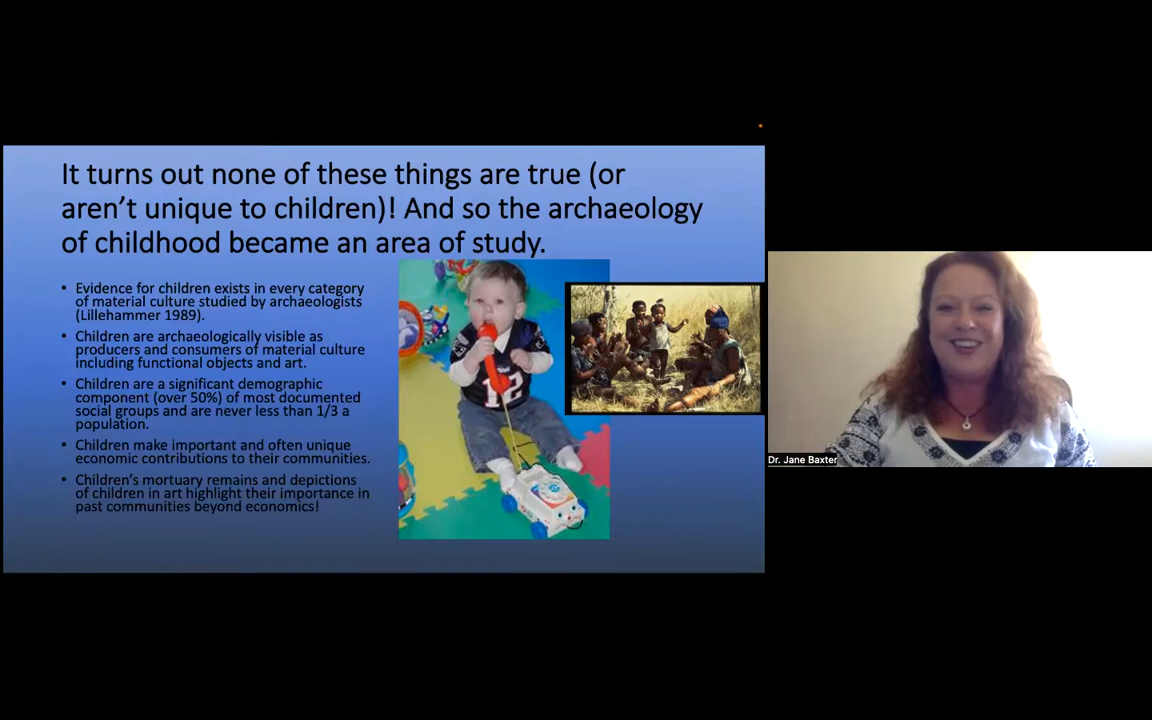 It turns out none of these things are true (or
aren't unique to children)! And so the archaeology
of childhood became an area of study.
• Evidence for children exists in every category
of material culture studied by archaeologists
(Lillehammer 1989).
• Children are archaeologically visible as
producers and consumers of material culture
including functional objects and art.
• Children are a significant demographic
component (over 50%) of most documented
social groups and are never less than 1/3 a
population.
• Children make important and often unique
economic contributions to their communities.
• Children's mortuary remains and depictions
of children in art highlight their importance in
past communities beyond economics!
12
Dr. Jane Baxter